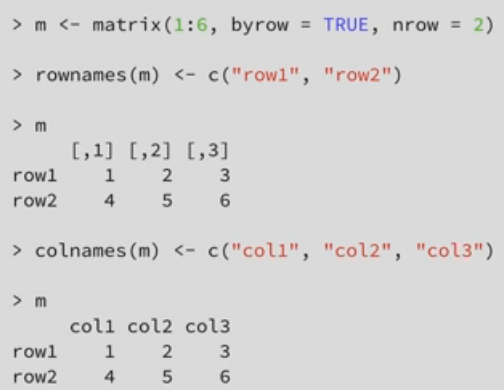 > m <- matrix(1:6, byrow = TRUE, nrow = 2)
> rownames(m) <- c("row1", "row2")
> m
     [,1] [,2] [,3]
row1    1    2    3
row2    4    5    6
> colnames(m) <- c("col1", "col2", "col3")
> m
     col1 col2 col3
row1    1    2    3
row2    4    5    6